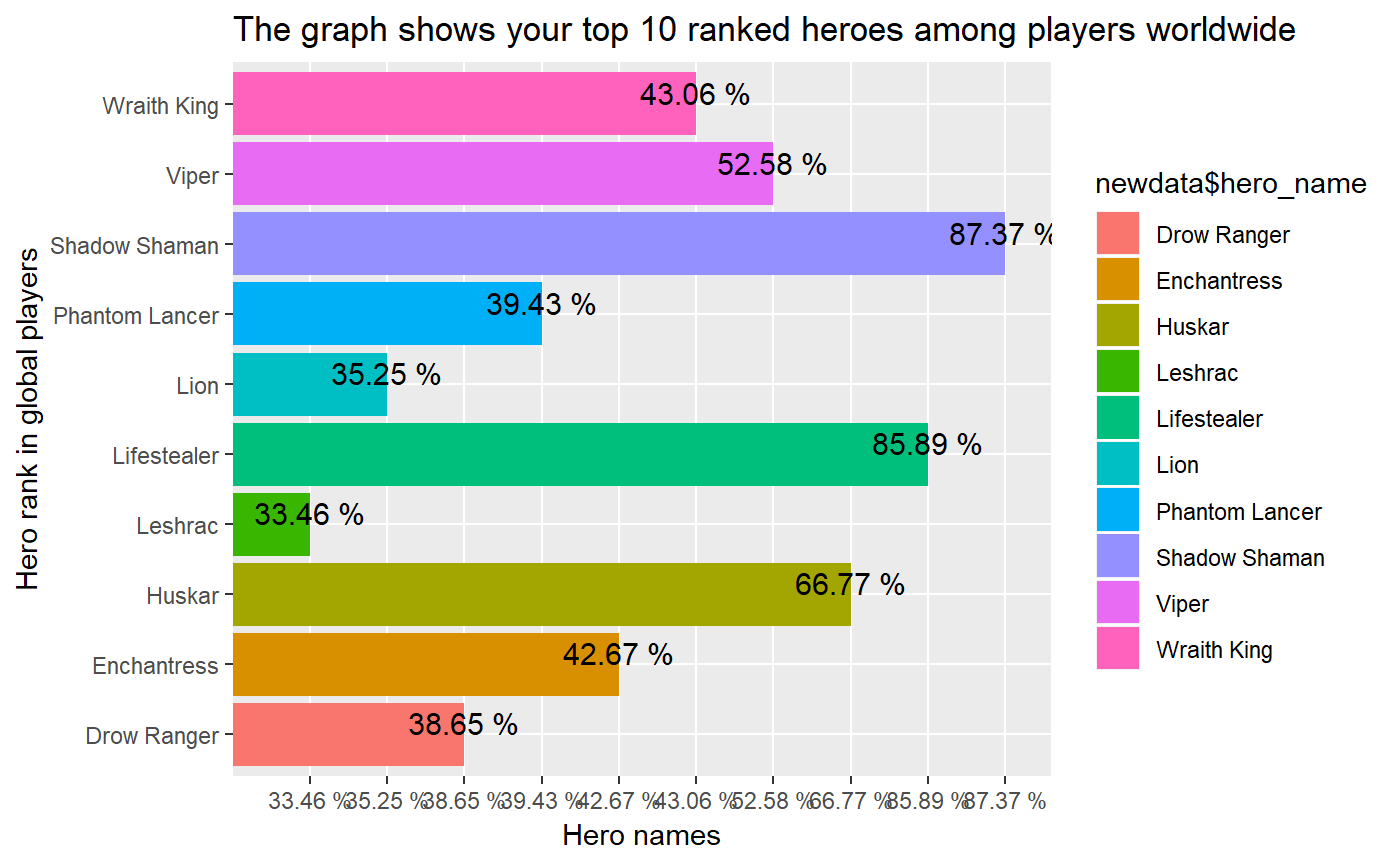 The graph shows your top 10 ranked heroes among players worldwide
Hero rank in global players
Wraith King
43.06 %
Viper
52.58 %
Shadow Shaman
87.37 %
Phantom Lancer
39.43 %
Lion
35.25 %
Lifestealer
85.89 %
Leshrac
33.46 %
Huskar
66.77 %
Enchantress
42.67 %
Drow Ranger
38.65 %
33.46 % 35.25 % 38.65 % 39.43 % 42.67 % 43.06 % 52.58 % 66.77 % 85.89 % 87.37 %
Hero names
newdata$hero_name
Drow Ranger
Enchantress
Huskar
Leshrac
Lifestealer
Lion
Phantom Lancer
Shadow Shaman
Viper
Wraith King